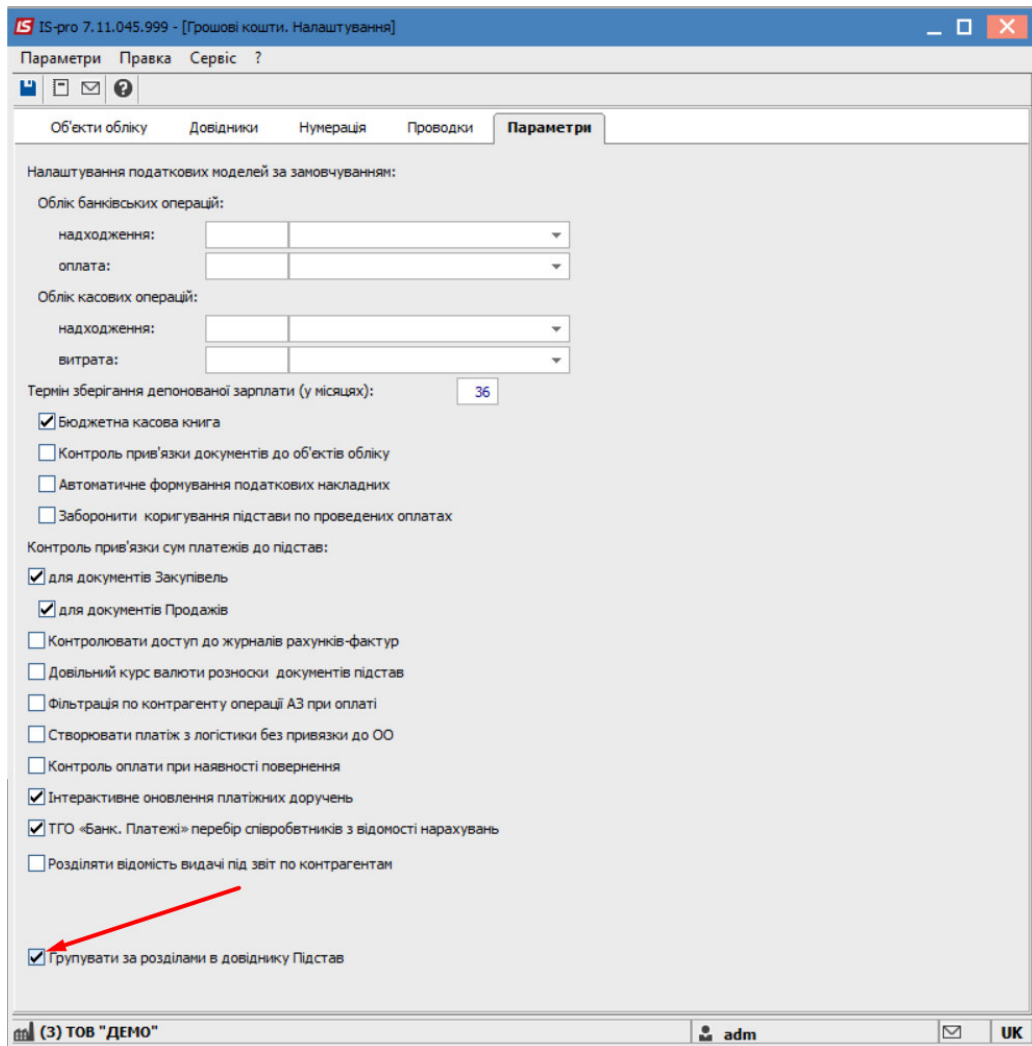 IS-pro 7.11.045.999 - [Грошові кошти. Налаштування]
Параметри Правка Сервіс ?
Об'єкти обліку Довідники Нумерація Проводки Параметри
Налаштування податкових моделей за замовчуванням:
Облік банківських операцій:
надходження:
оплата:
Облік касових операцій:
надходження:
витрата:
Термін зберігання депонованої зарплати (у місяцях): 36
Бюджетна касова книга
Контроль прив'язки документів до об'єктів обліку
Автоматичне формування податкових накладних
Заборонити коригування підстави по проведених оплатах
Контроль прив'язки сум платежів до підстав:
для документів Закупівель
для документів Продажів
Контролювати доступ до журналів рахунків-фактур
Довільний курс валюти розноски документів підстав
Фільтрація по контрагенту операції АЗ при оплаті
Створювати платіж з логістики без привязки до ОО
Контроль оплати при наявності повернення
Інтерактивне оновлення платіжних доручень
ТГО «Банк. Платежі» перебір співробвтників з відомості нарахувань
Розділяти відомість видачі під звіт по контрагентам
Групувати за розділами в довіднику Підстав
(3) ТОВ "ДЕМО" adm UK